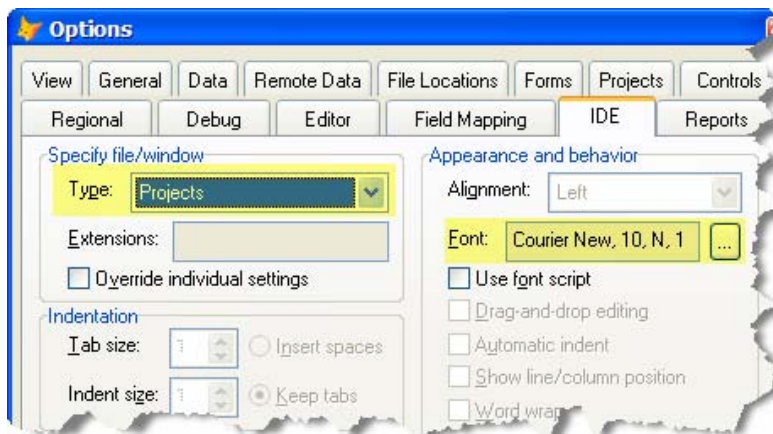 Options
View General Data Remote Data File Locations Forms Projects Controls
Regional Debug Editor Field Mapping IDE Reports
Specify file/window
Type: Projects
Extensions:
Override individual settings
Indentation
Tab size:
Insert spaces
Indent size:
Keep tabs
Appearance and behavior
Alignment: Left
Font: Courier New, 10, N, 1 ...
Use font script
Drag-and-drop editing
Automatic indent
Show line/column position
Word wrap